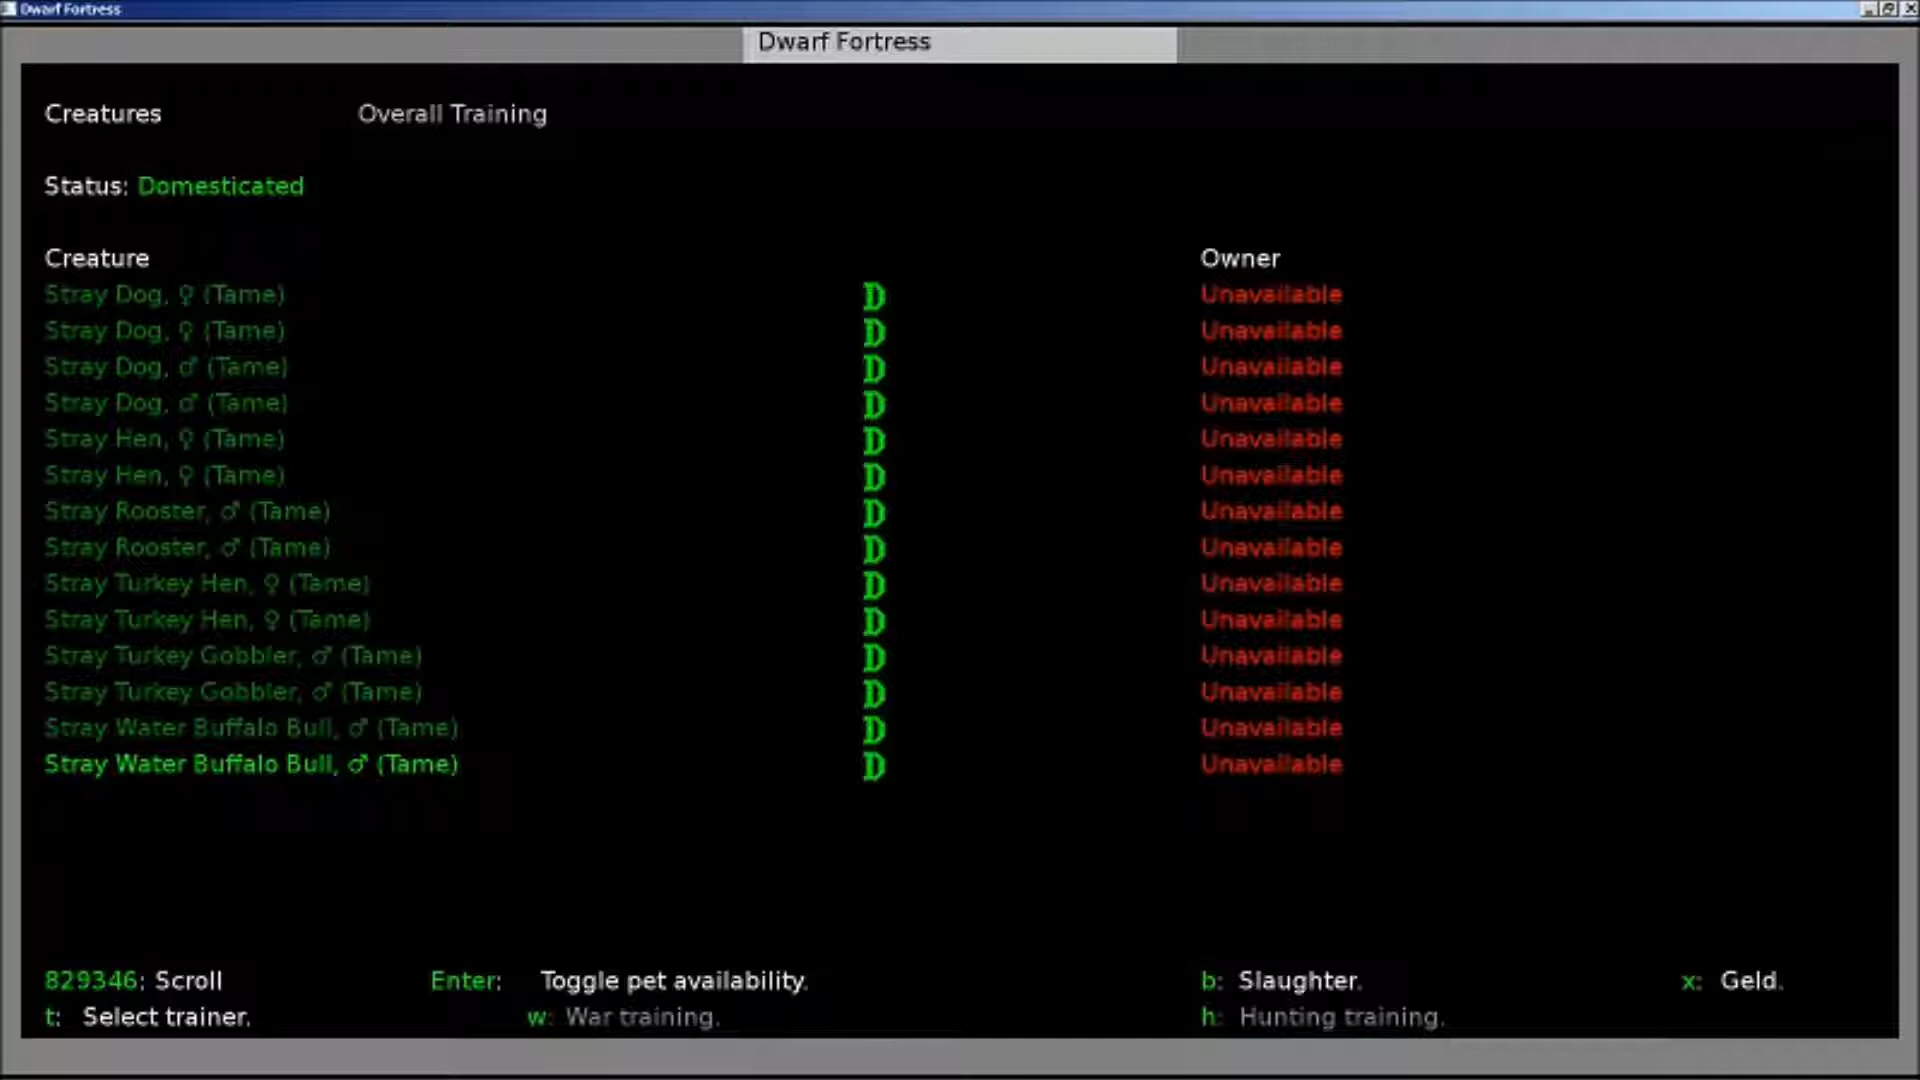 Dwarf Fortress
Dwarf Fortress
Creatures Overall Training
Status: Domesticated
Creature Owner
Stray Dog, ♀ (Tame) D Unavailable
Stray Dog, ♀ (Tame) D Unavailable
Stray Dog, ♂ (Tame) D Unavailable
Stray Dog, ♂ (Tame) D Unavailable
Stray Hen, ♀ (Tame) D Unavailable
Stray Hen, ♀ (Tame) D Unavailable
Stray Rooster, ♂ (Tame) D Unavailable
Stray Rooster, ♂ (Tame) D Unavailable
Stray Turkey Hen, ♀ (Tame) D Unavailable
Stray Turkey Hen, ♀ (Tame) D Unavailable
Stray Turkey Gobbler, ♂ (Tame) D Unavailable
Stray Turkey Gobbler, ♂ (Tame) D Unavailable
Stray Water Buffalo Bull, ♂ (Tame) D Unavailable
Stray Water Buffalo Bull, ♂ (Tame) D Unavailable
829346: Scroll Enter: Toggle pet availability. b: Slaughter. x: Geld.
t: Select trainer. w: War training. h: Hunting training.